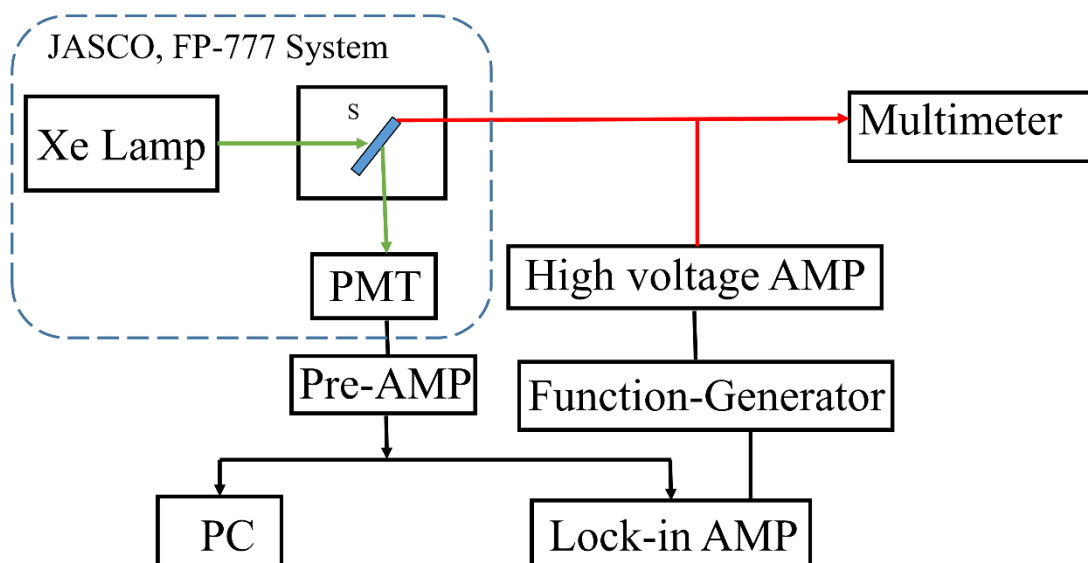 JASCO, FP-777 System
S
Xe Lamp
Multimeter
PMT
High voltage AMP
Pre-AMP
Function-Generator
PC
Lock-in AMP